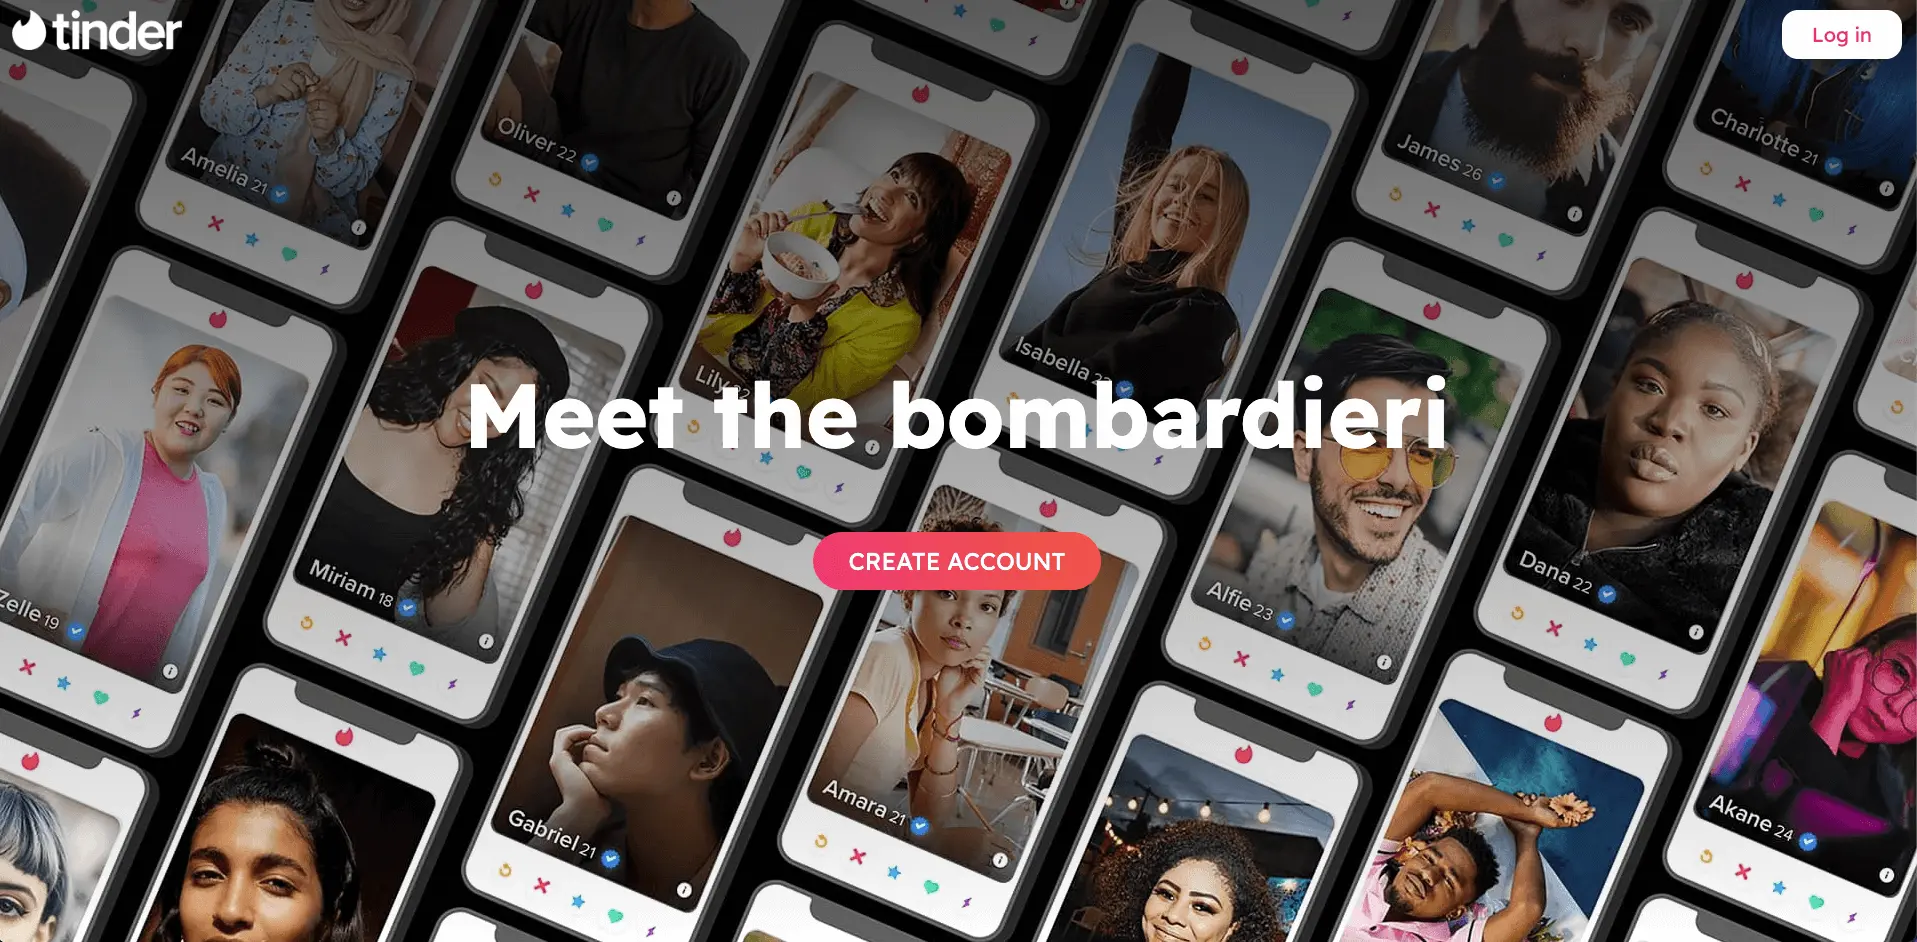 tinder
Log in
Oliver 22
Amelia 21
James 26
Charlotte 21
Isabella
Lily 22
Meet the bombardieri
CREATE ACCOUNT
Zelle 19
Miriam 18
Alfie 23
Dana 22
Gabriel 21
Amara 21
Akane 24